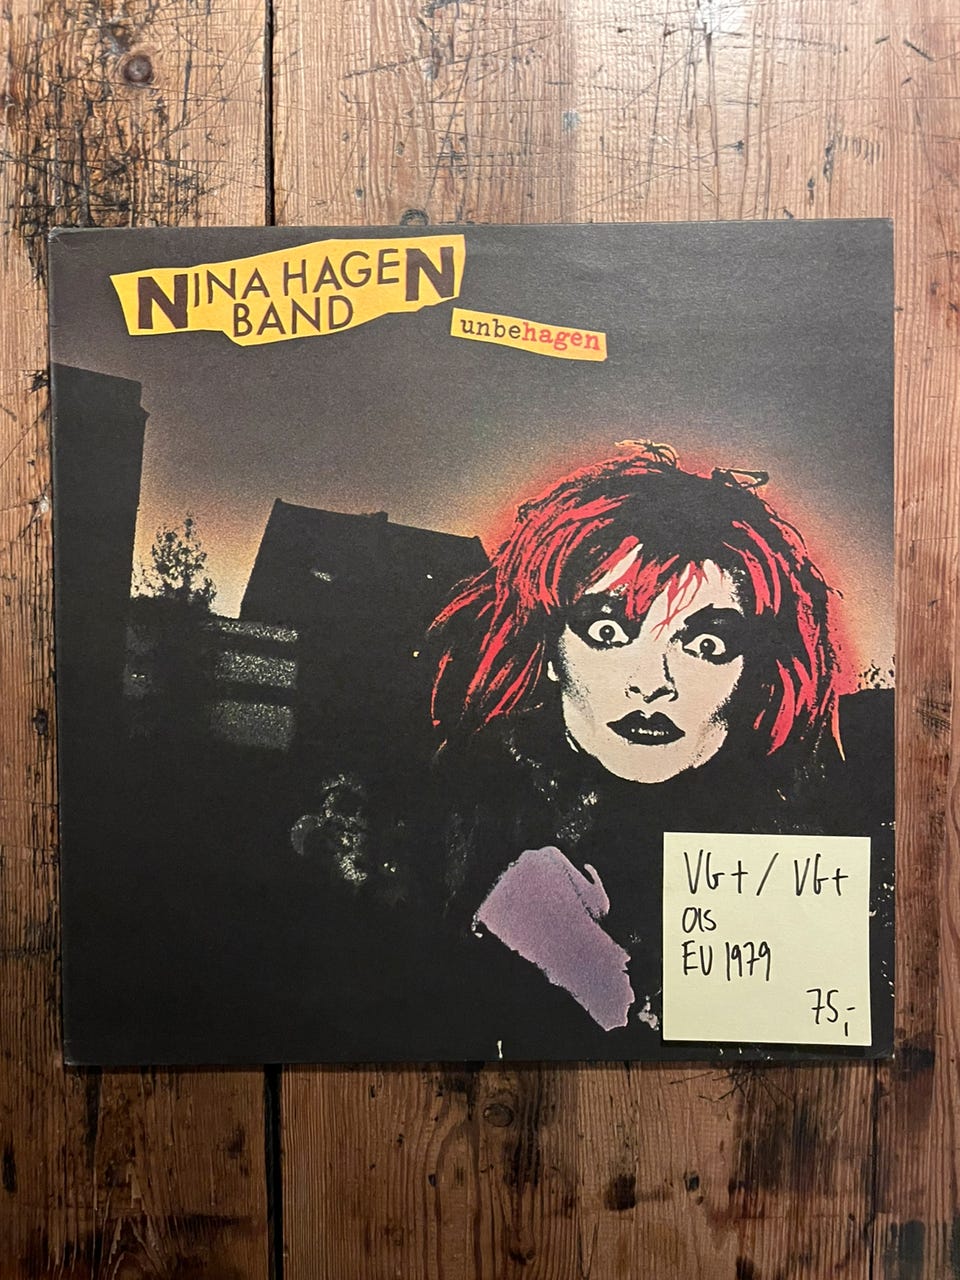 NINA HAGEN
BAND
unbehagen
VG+/ VG+
OIS
EU 1979
75,-